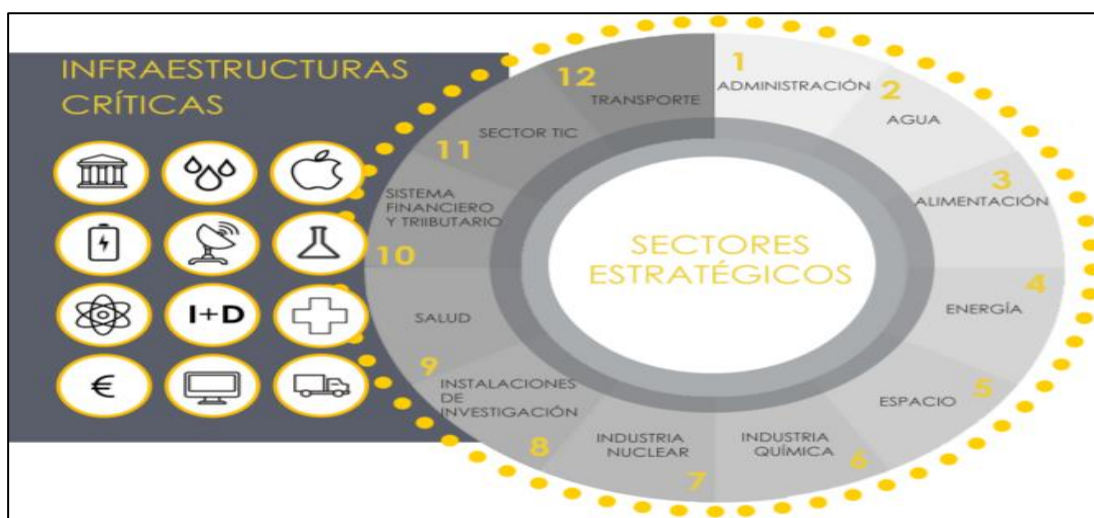 INFRAESTRUCTURAS
CRÍTICAS
I+D
€
SECTORES
ESTRATÉGICOS
1
ADMINISTRACIÓN
2
AGUA
3
ALIMENTACIÓN
4
ENERGÍA
5
ESPACIO
6
INDUSTRIA
QUÍMICA
7
INDUSTRIA
NUCLEAR
8
INSTALACIONES
DE
INVESTIGACIÓN
9
SALUD
10
SISTEMA
FINANCIERO
Y TRIIBUTARIO
11
SECTOR TIC
12
TRANSPORTE